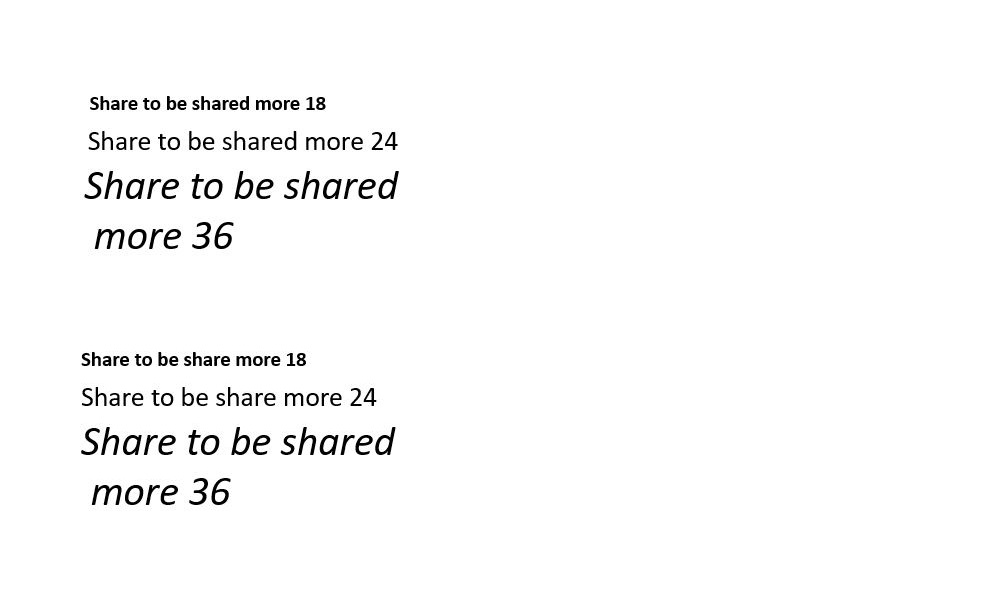 Share to be shared more 18
Share to be shared more 24
Share to be shared
more 36
Share to be share more 18
Share to be share more 24
Share to be shared
more 36